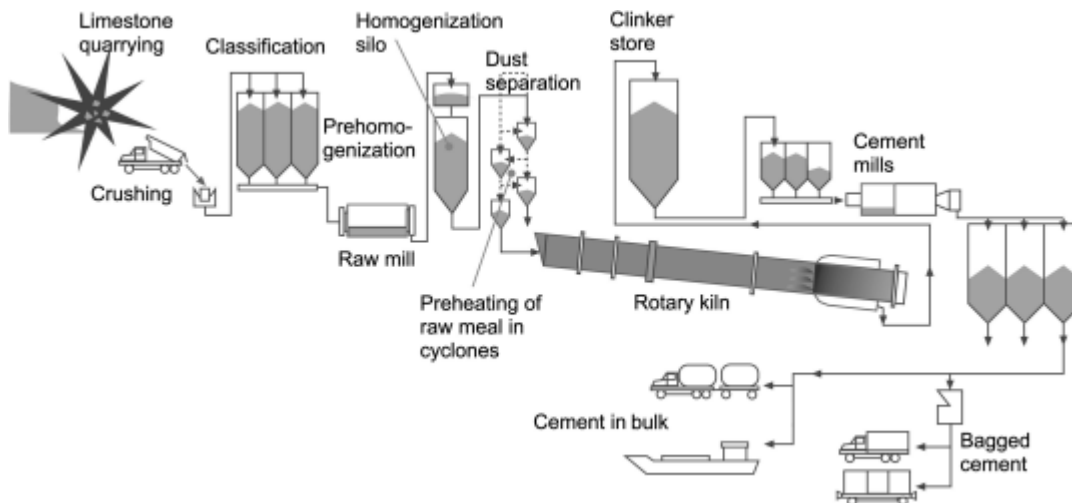 Limestone
quarrying
Classification
Homogenization
silo
Dust
separation
Clinker
store
Prehomo-
genization
Crushing
Cement
mills
Raw mill
Rotary kiln
Preheating of
raw meal in
cyclones
Cement in bulk
Bagged
cement